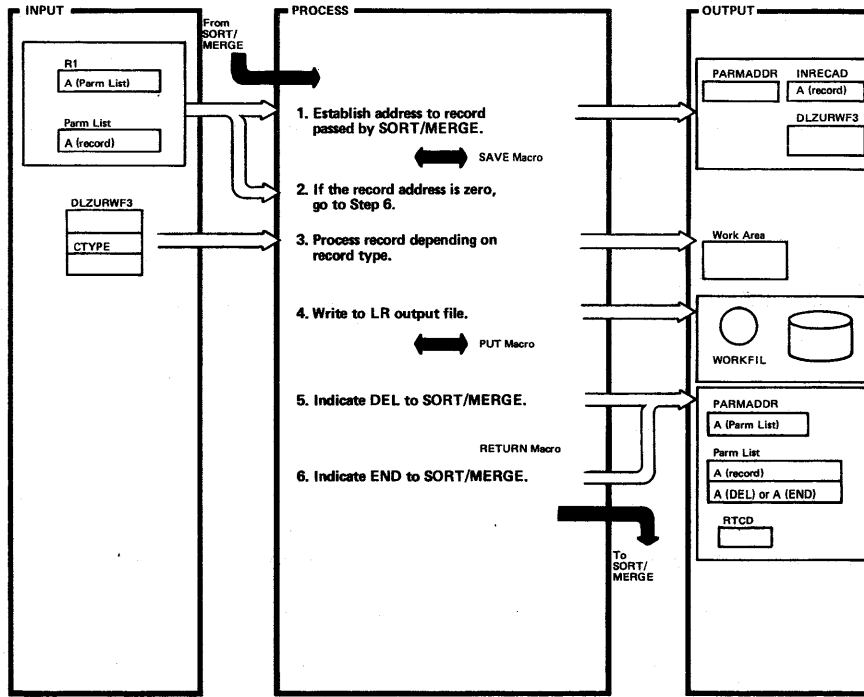 INPUT
PROCESS
OUTPUT
From
SORT/
MERGE
R1
A (Parm List)
Parm List
A (record)
DLZURWF3
CTYPE
1. Establish address to record
passed by SORT/MERGE.
SAVE Macro
2. If the record address is zero,
go to Step 6.
3. Process record depending on
record type.
4. Write to LR output file.
PUT Macro
5. Indicate DEL to SORT/MERGE.
RETURN Macro
6. Indicate END to SORT/MERGE.
To
SORT/
MERGE
PARMADDR
INRECAD
A (record)
DLZURWF3
Work Area
WORKFIL
PARMADDR
A (Parm List)
Parm List
A (record)
A (DEL) or A (END)
RTCD